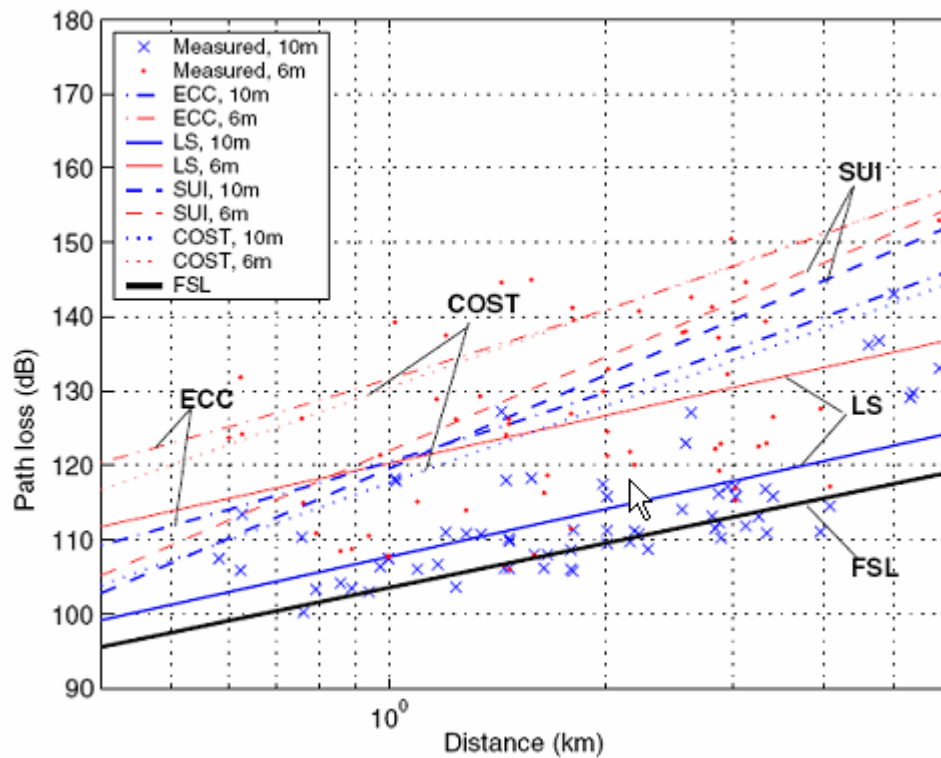 180
170
160
150
140
130
120
110
100
90
Path loss (dB)
Measured, 10m
Measured, 6m
ECC, 10m
ECC, 6m
LS, 10m
LS, 6m
SUI, 10m
SUI, 6m
COST, 10m
COST, 6m
FSL
SUI
COST
ECC
LS
FSL
10⁰
Distance (km)